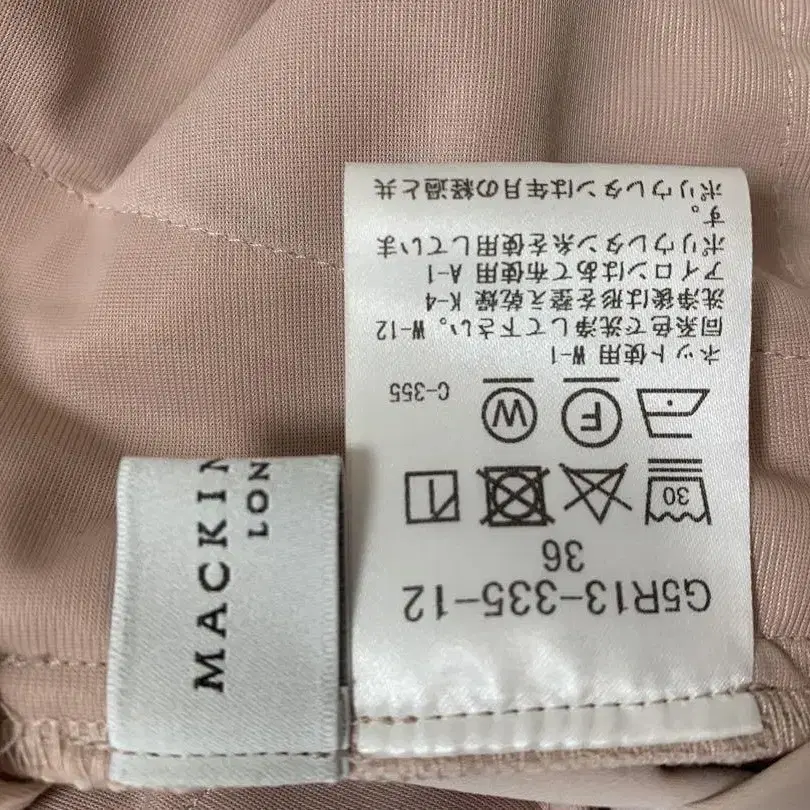 G5R13-335-12
36
30
F
W
C-355
ネット使用 W-1
同系色で洗浄して下さい。W-12
洗浄後は形を整え乾燥 K-4
アイロンはあて布使用 A-1
ポリウレタン糸を使用していま
す。
ポリウレタンは年月の経過と共
MACKIN
LON